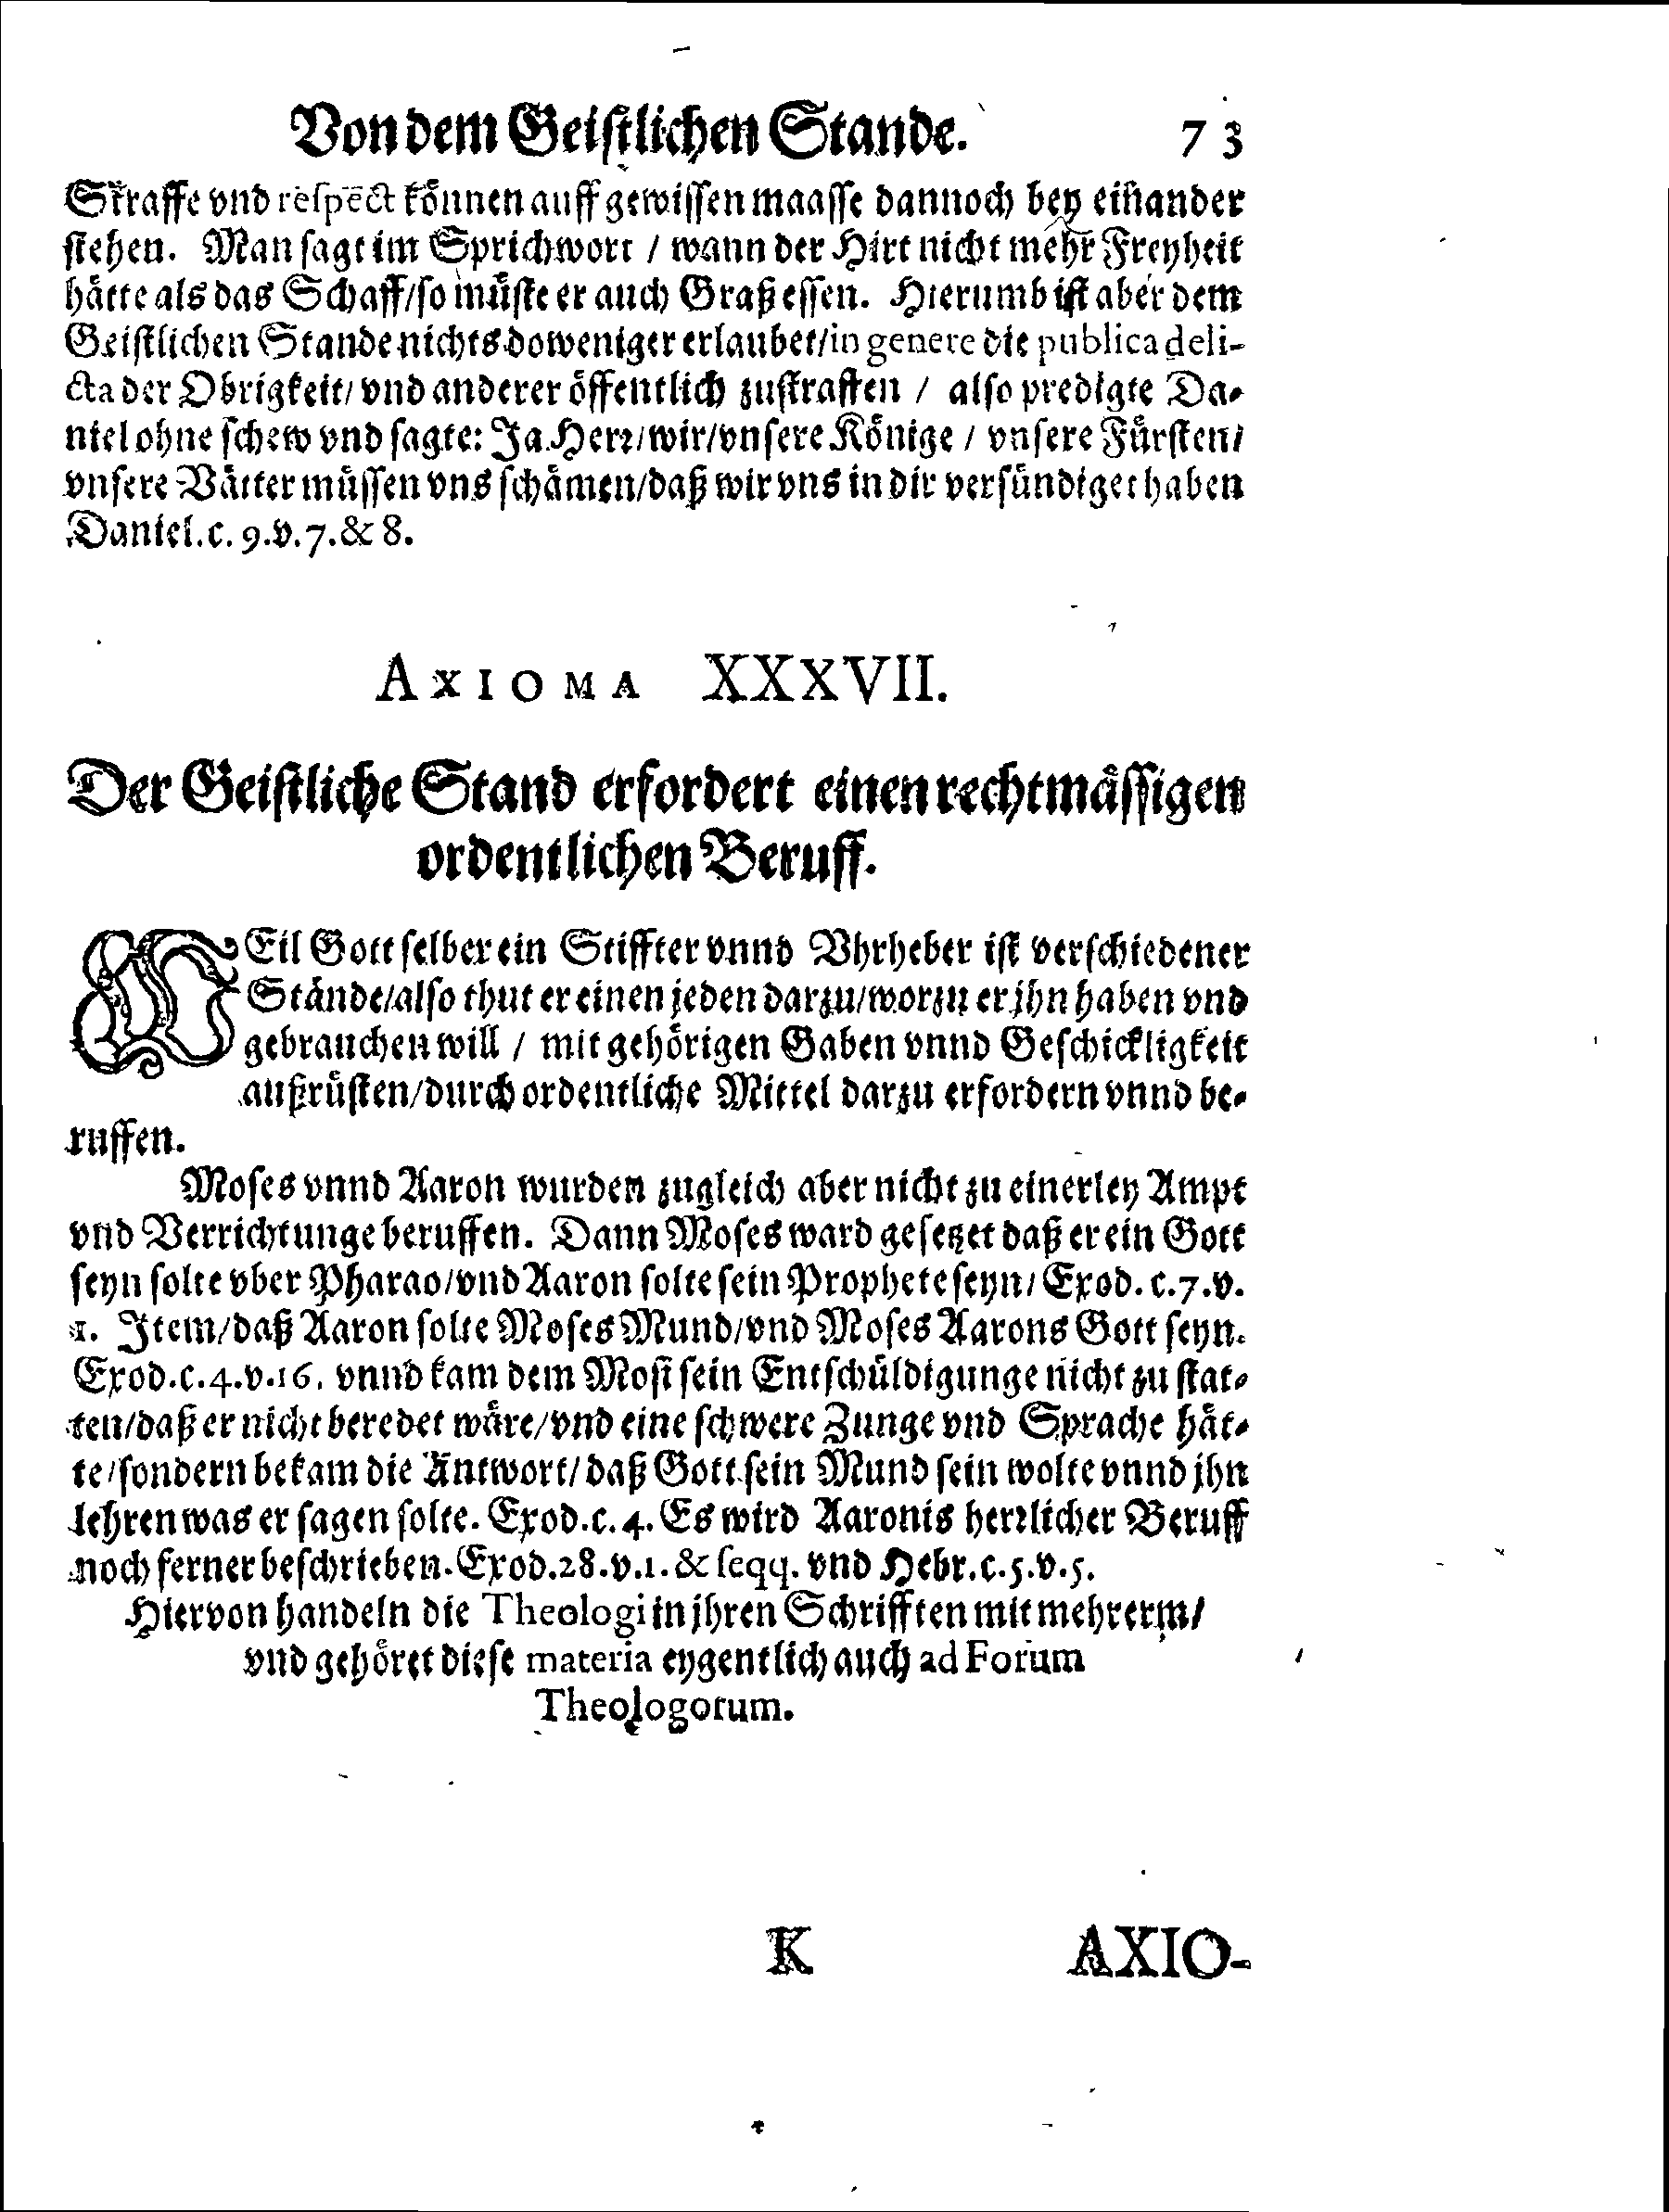 Von dem Geistlichen Stande. 73
Straffe vnd respect können auff gewissen maasse dannoch bey einander
stehen. Man sagt im Sprichwort / wann der Hirt nicht mehr Freyheit
hätte als das Schaff/so müste er auch Graß essen. Hierumb ist aber dem
Geistlichen Stande nichts doweniger erlaubet/in genere die publica deli-
cta der Obrigkeit/ vnd anderer öffentlich zustraffen / also predigte Da-
niel ohne schew vnd sagte: Ja Herr/wir/vnsere Könige / vnsere Fürsten/
vnsere Vätter müssen vns schämen/daß wir vns in dir versündiget haben
Daniel.c. 9.v.7.& 8.
AXIOMA XXXVII.
Der Geistliche Stand erfordert einen rechtmässigen
ordentlichen Beruff.
WEil Gott selber ein Stiffter vnnd Vhrheber ist verschiedener
Stände/also thut er einen jeden darzu/worzu er jhn haben vnd
gebrauchen will / mit gehörigen Gaben vnnd Geschickligkeit
außrüsten/durch ordentliche Mittel darzu erfordern vnnd be-
ruffen.
Moses vnnd Aaron wurden zugleich aber nicht zu einerley Ampt
vnd Verrichtunge beruffen. Dann Moses ward gesetzet daß er ein Gott
seyn solte vber Pharao/vnd Aaron solte sein Prophete seyn/ Exod. c.7.v.
1. Item/daß Aaron solte Moses Mund/vnd Moses Aarons Gott seyn.
Exod.c.4.v.16. vnnd kam dem Mosi sein Entschüldigunge nicht zu stat-
ten/daß er nicht beredet wäre/vnd eine schwere Zunge vnd Sprache hät-
te/sondern bekam die Antwort/daß Gott sein Mund sein wolte vnnd jhn
lehren was er sagen solte. Exod.c.4. Es wird Aaronis herrlicher Beruff
noch ferner beschrieben. Exod.28.v.1.& seqq. vnd Hebr.c.5.v.5.
Hiervon handeln die Theologi in jhren Schrifften mit mehrerm/
vnd gehöret diese materia eygentlich auch ad Forum
Theologorum.
K AXIO-